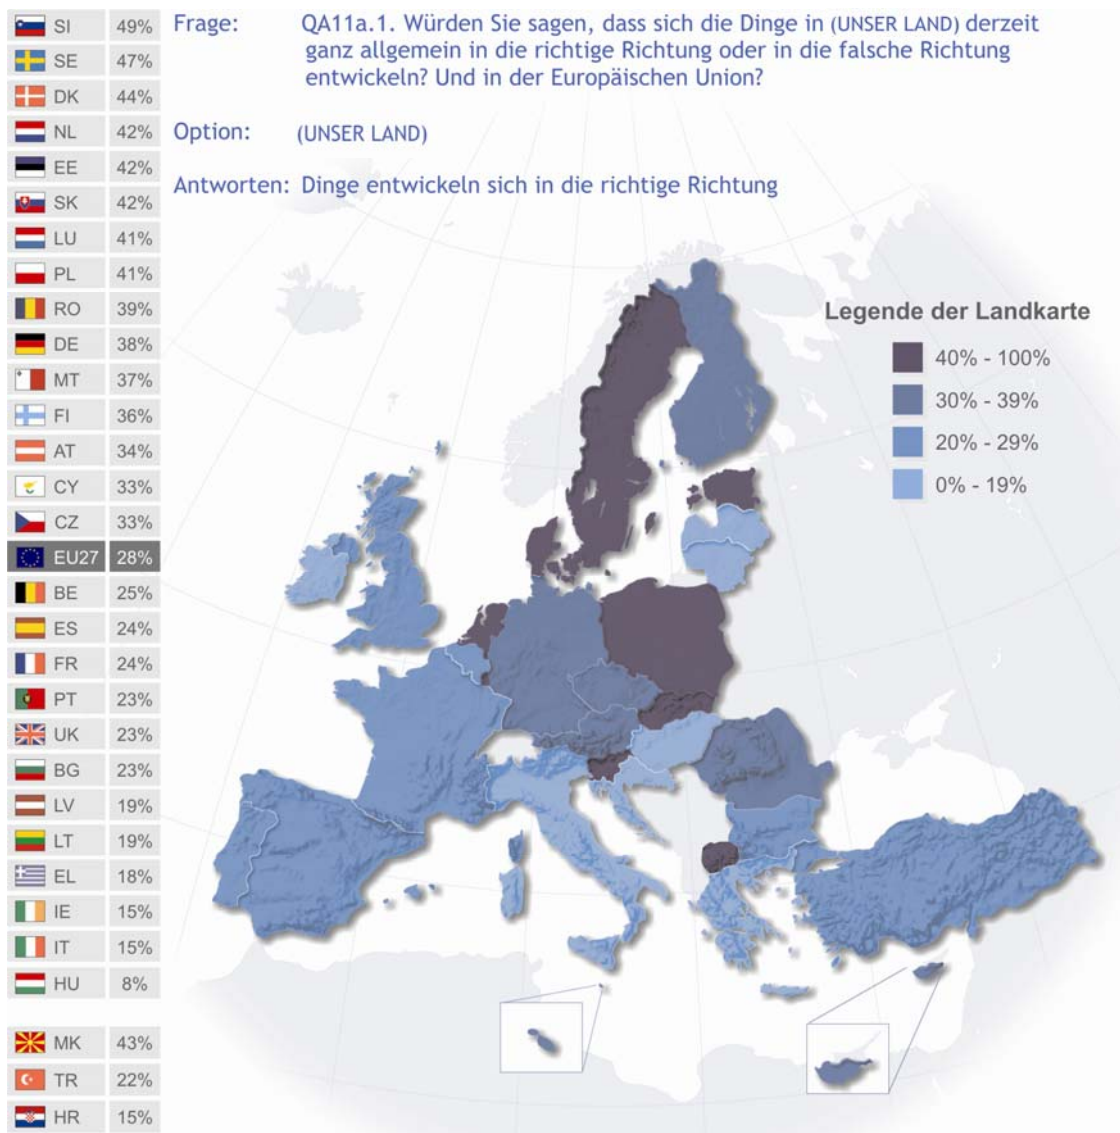 SI 49%
SE 47%
DK 44%
NL 42%
EE 42%
SK 42%
LU 41%
PL 41%
RO 39%
DE 38%
MT 37%
FI 36%
AT 34%
CY 33%
CZ 33%
EU27 28%
BE 25%
ES 24%
FR 24%
PT 23%
UK 23%
BG 23%
LV 19%
LT 19%
EL 18%
IE 15%
IT 15%
HU 8%
MK 43%
TR 22%
HR 15%
Frage: QA11a.1. Würden Sie sagen, dass sich die Dinge in (UNSER LAND) derzeit
ganz allgemein in die richtige Richtung oder in die falsche Richtung
entwickeln? Und in der Europäischen Union?
Option: (UNSER LAND)
Antworten: Dinge entwickeln sich in die richtige Richtung
Legende der Landkarte
40% - 100%
30% - 39%
20% - 29%
0% - 19%